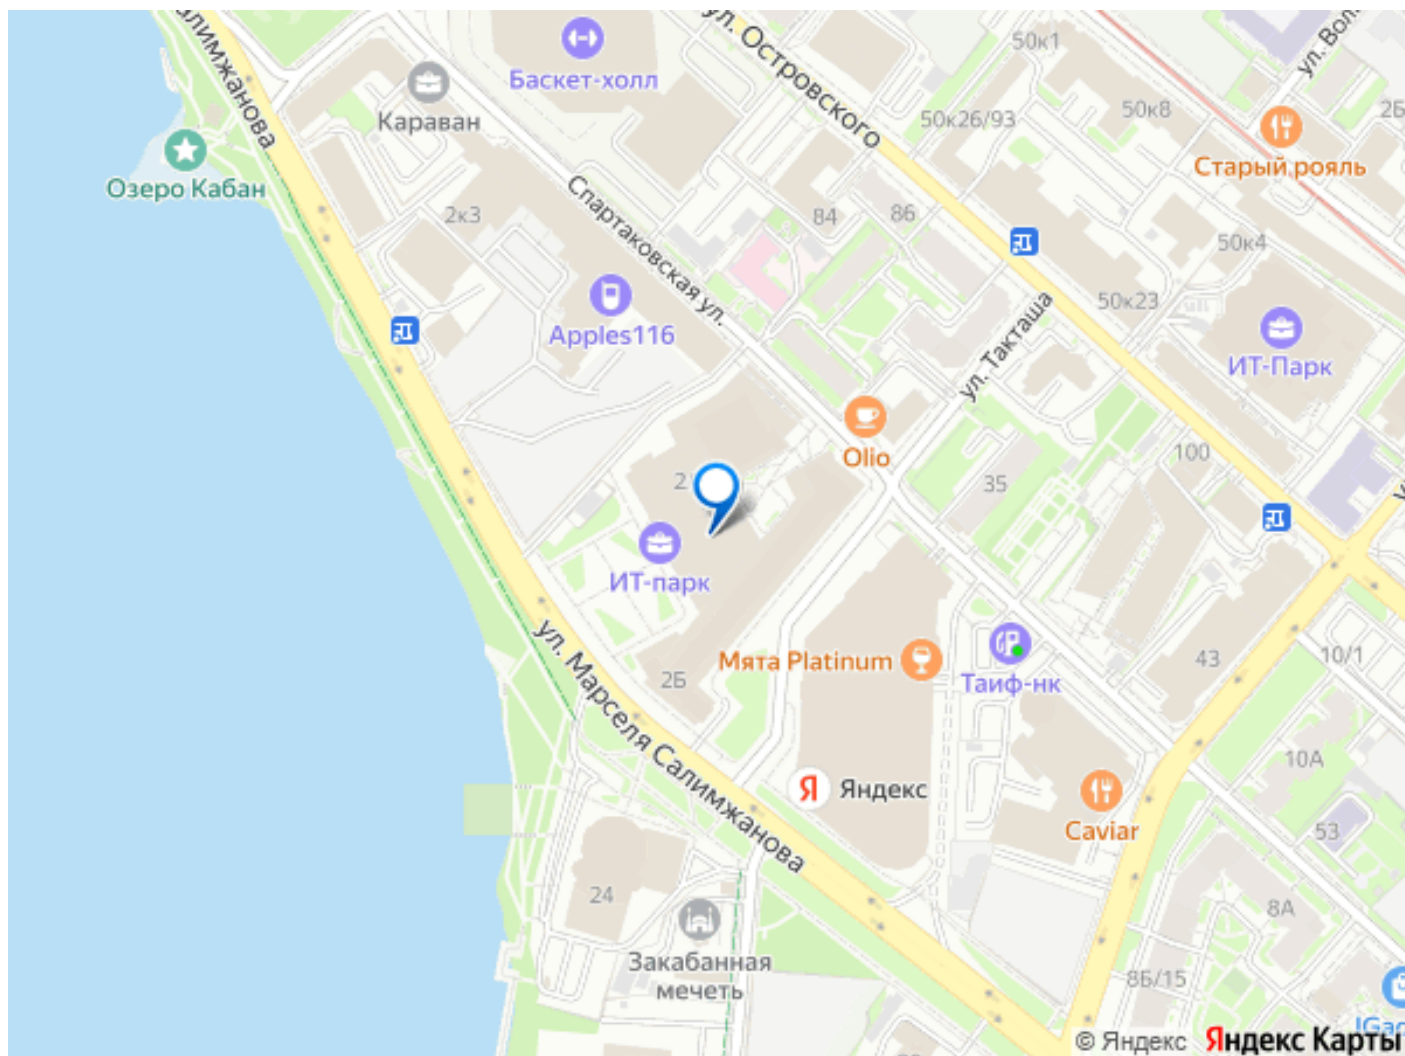 Салимжанова
ул. Островского
50к1
ул. Вол
Баскет-холл
Караван
50к26/93
50к8
2Б
Старый рояль
Озеро Кабан
Спартаковская ул.
2к3
84
86
50к4
50к23
Apples116
ул. Такташа
ИТ-Парк
Olio
100
35
2
ИТ-парк
ул. Марселя Салимжанова
2Б
Мята Platinum
Таиф-нк
43
10/1
Я Яндекс
10А
Caviar
53
24
8А
Закабанная
мечеть
8Б/15
© Яндекс Яндекс Карты